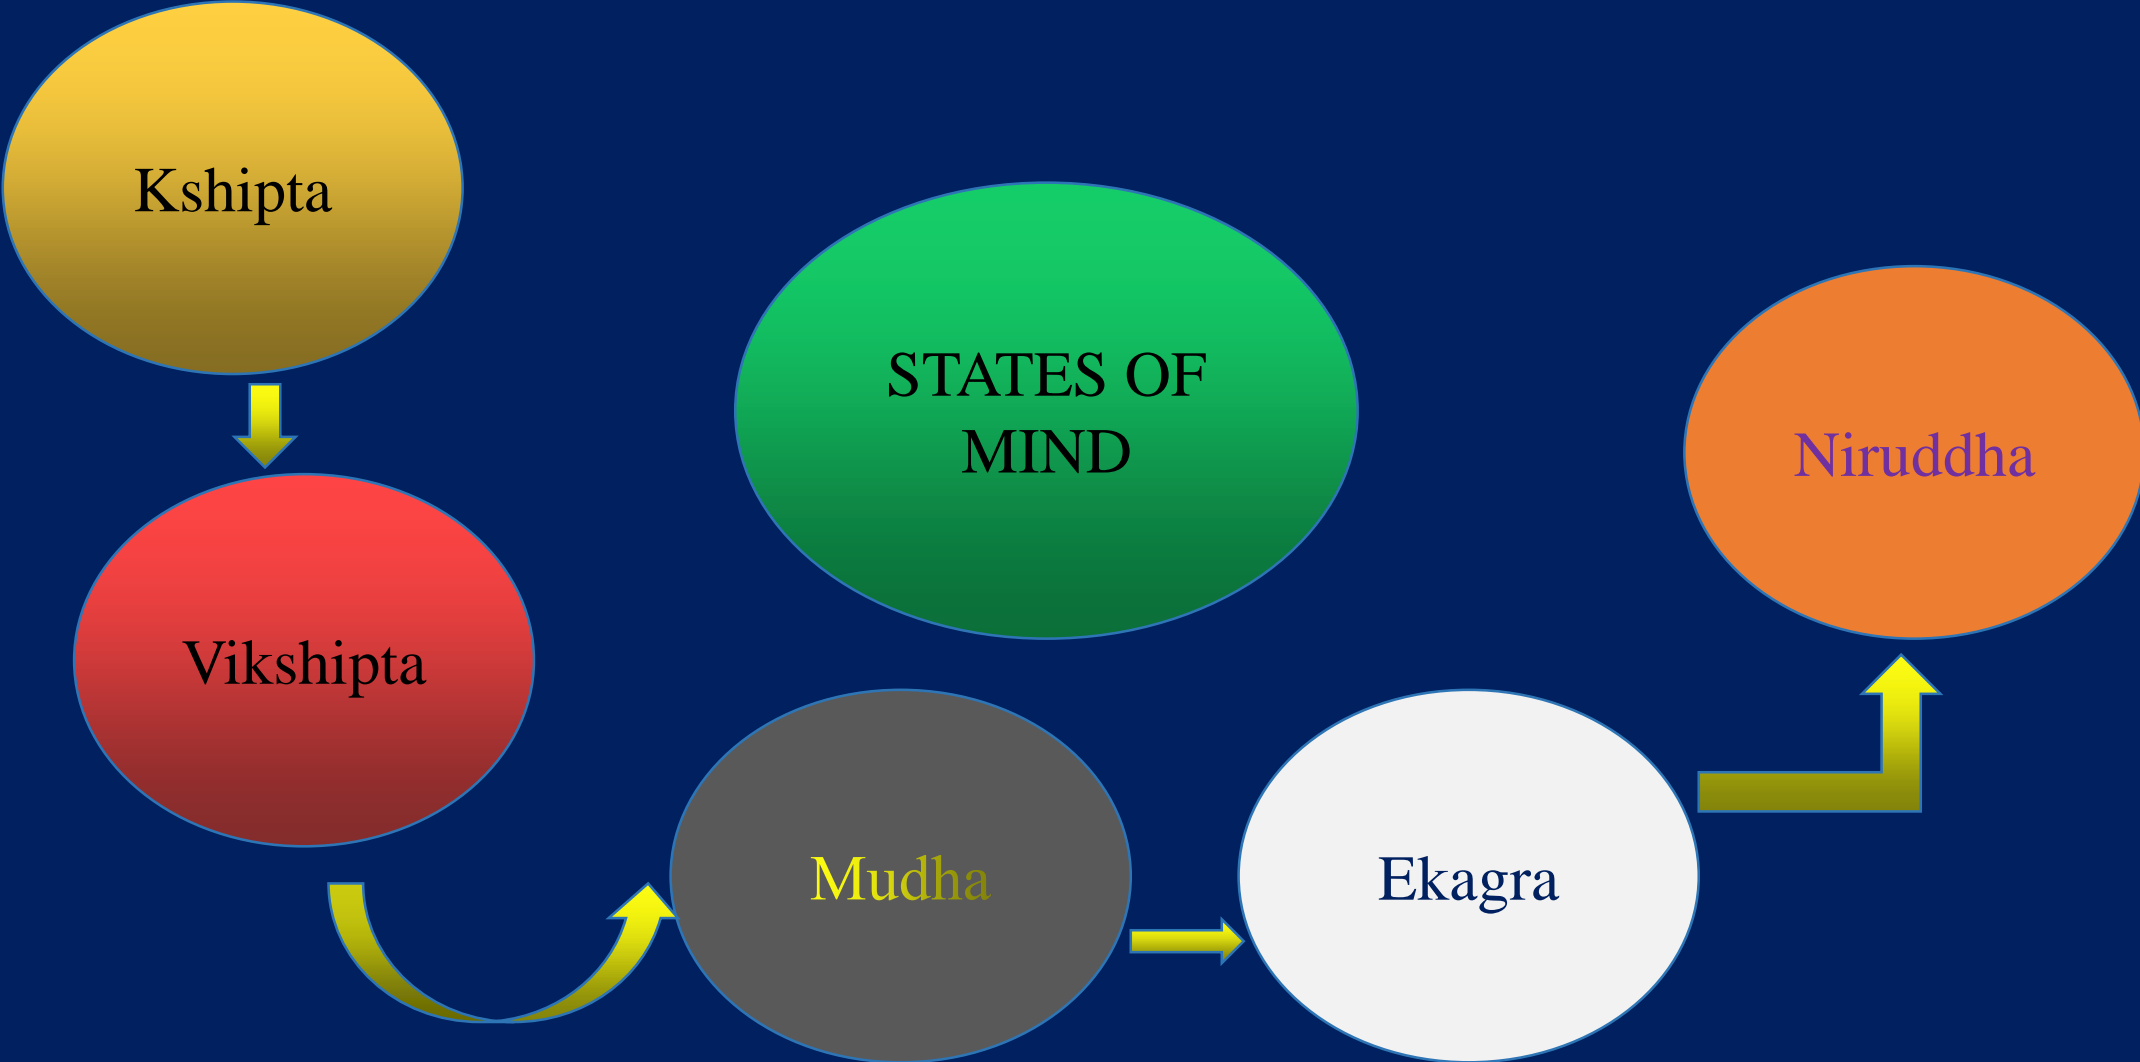 Kshipta
STATES OF
MIND
Niruddha
Vikshipta
Mudha
Ekagra